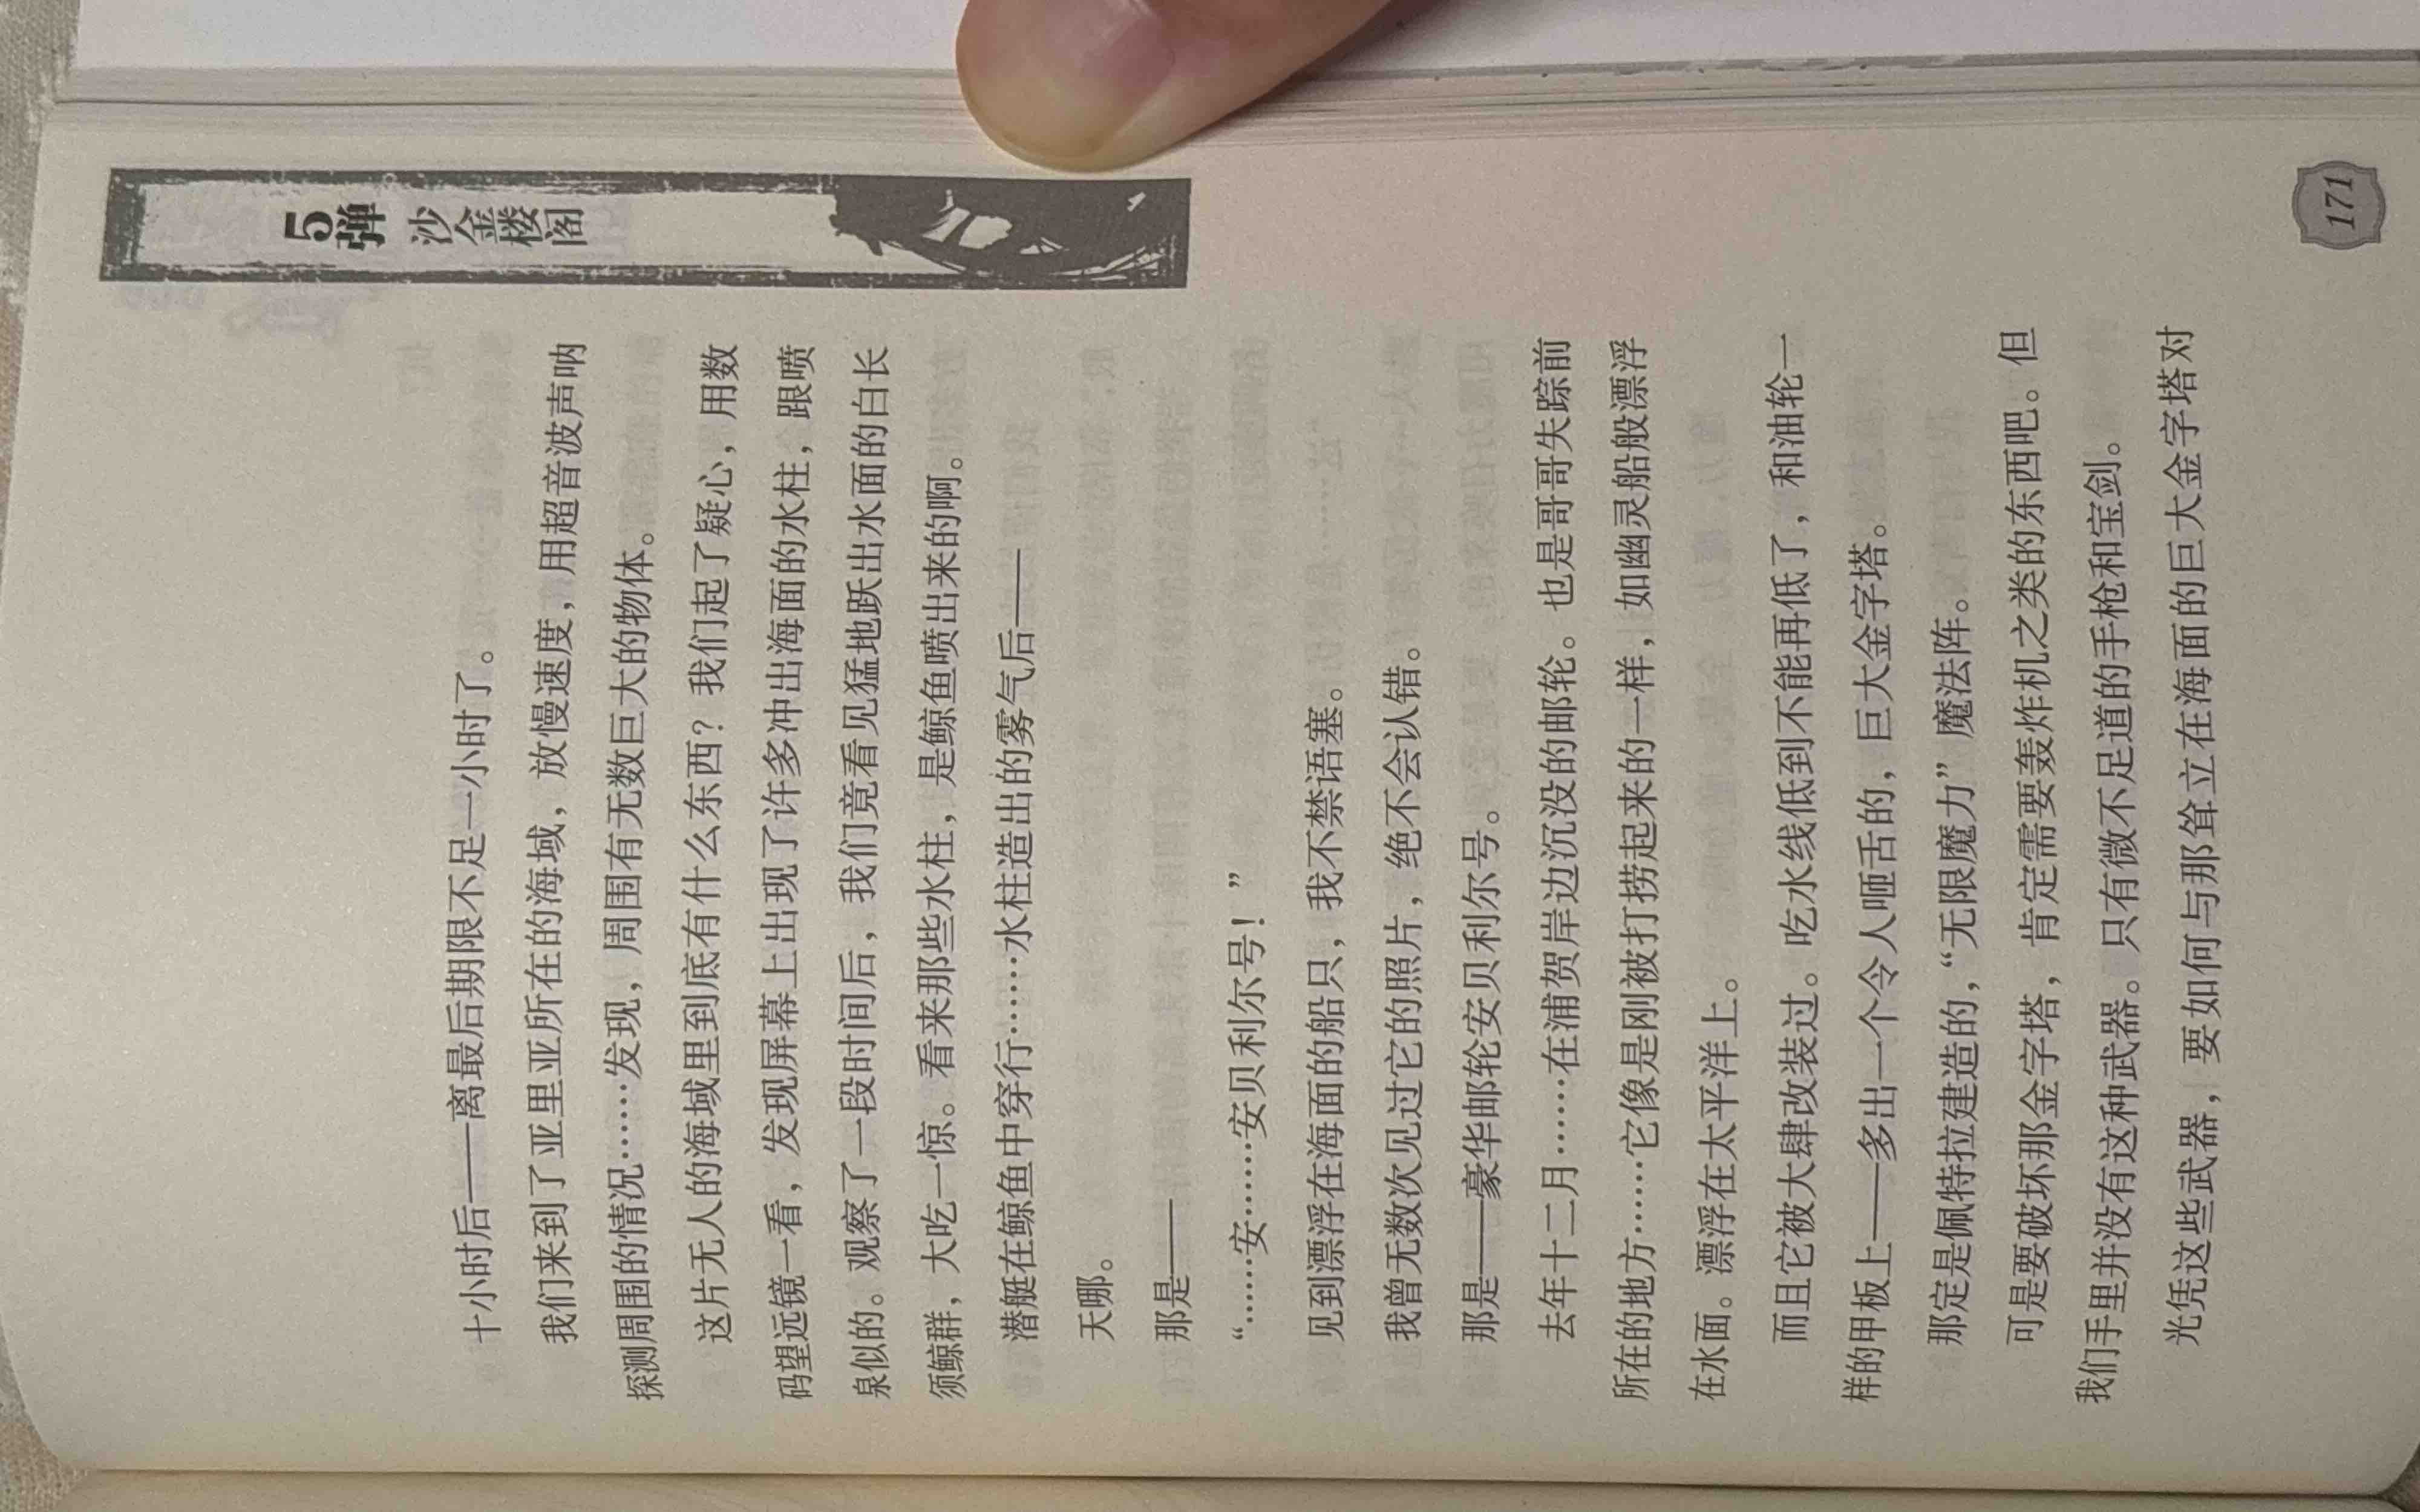 5弹 沙金楼阁
十小时后——离最后期限不足一小时了。
我们来到了亚里亚所在的海域，放慢速度，用超音波声呐
探测周围的情况……发现，周围有无数巨大的物体。
这片无人的海域里到底有什么东西？我们起了疑心，用数
码望远镜一看，发现屏幕上出现了许多冲出海面的水柱，跟喷
泉似的。观察了一段时间后，我们竟看见猛地跃出水面的白长
须鲸群，大吃一惊。看来那些水柱，是鲸鱼喷出来的啊。
潜艇在鲸鱼中穿行……水柱造出的雾气后——
天哪。
那是——
“……安……安贝利尔号！”
见到漂浮在海面的船只，我不禁语塞。
我曾无数次见过它的照片，绝不会认错。
那是——豪华邮轮安贝利尔号。
去年十二月……在浦贺岸边沉没的邮轮。也是哥哥失踪前
所在的地方……它像是刚被打捞起来的一样，如幽灵船般漂浮
在水面。漂浮在太平洋上。
而且它被大肆改装过。吃水线低到不能再低了，和油轮一
样的甲板上——多出一个令人咂舌的，巨大金字塔。
那定是佩特拉建造的，“无限魔力”魔法阵。
可是要破坏那金字塔，肯定需要轰炸机之类的东西吧。但
我们手里并没有这种武器。只有微不足道的手枪和宝剑。
光凭这些武器，要如何与那耸立在海面的巨大金字塔对
171